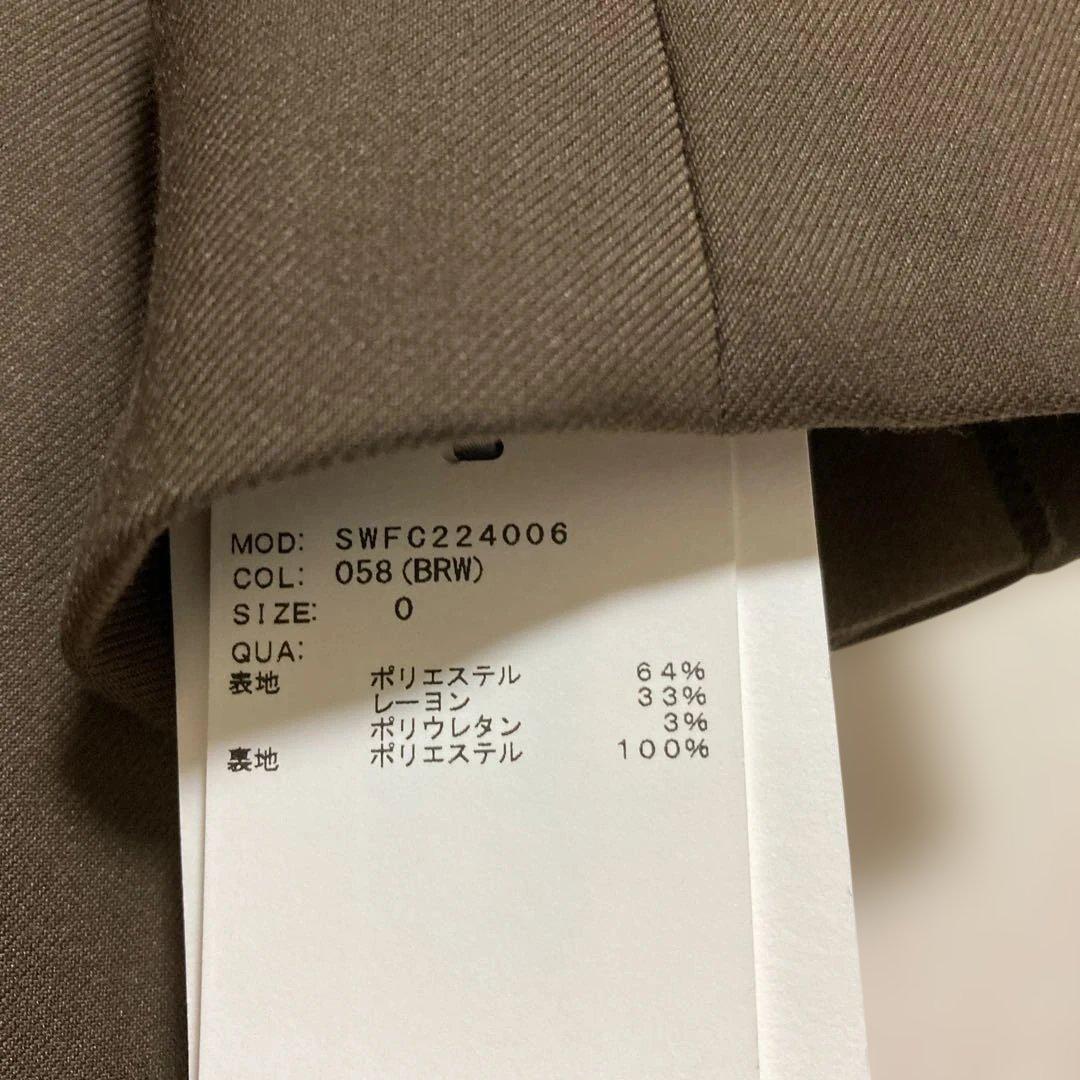 MOD: SWFC224006
COL: 058(BRW)
SIZE: 0
QUA:
表地 ポリエステル 64%
レーヨン 33%
ポリウレタン 3%
裏地 ポリエステル 100%